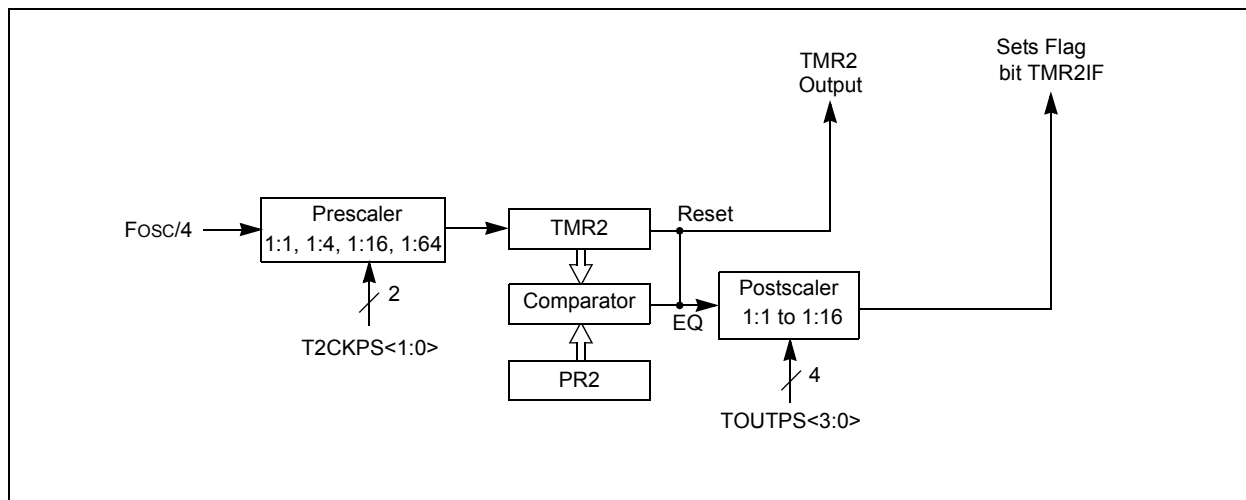 TMR2
Output
Sets Flag
bit TMR2IF
FOSC/4
Prescaler
1:1, 1:4, 1:16, 1:64
2
T2CKPS<1:0>
TMR2
Reset
Comparator
EQ
PR2
Postscaler
1:1 to 1:16
4
TOUTPS<3:0>